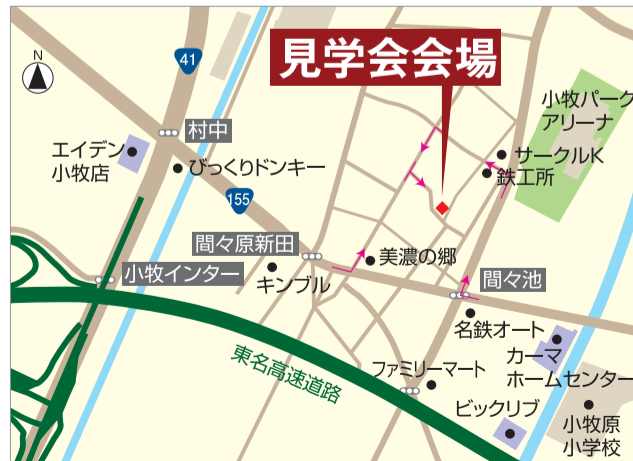 見学会会場
N
41
小牧パーク
アリーナ
村中
エイデン
小牧店
びっくりドンキー
サークルK
鉄工所
155
間々原新田
美濃の郷
小牧インター
キンブル
間々池
名鉄オート
カーマ
ホームセンター
東名高速道路
ファミリーマート
ビックリブ
小牧原
小学校